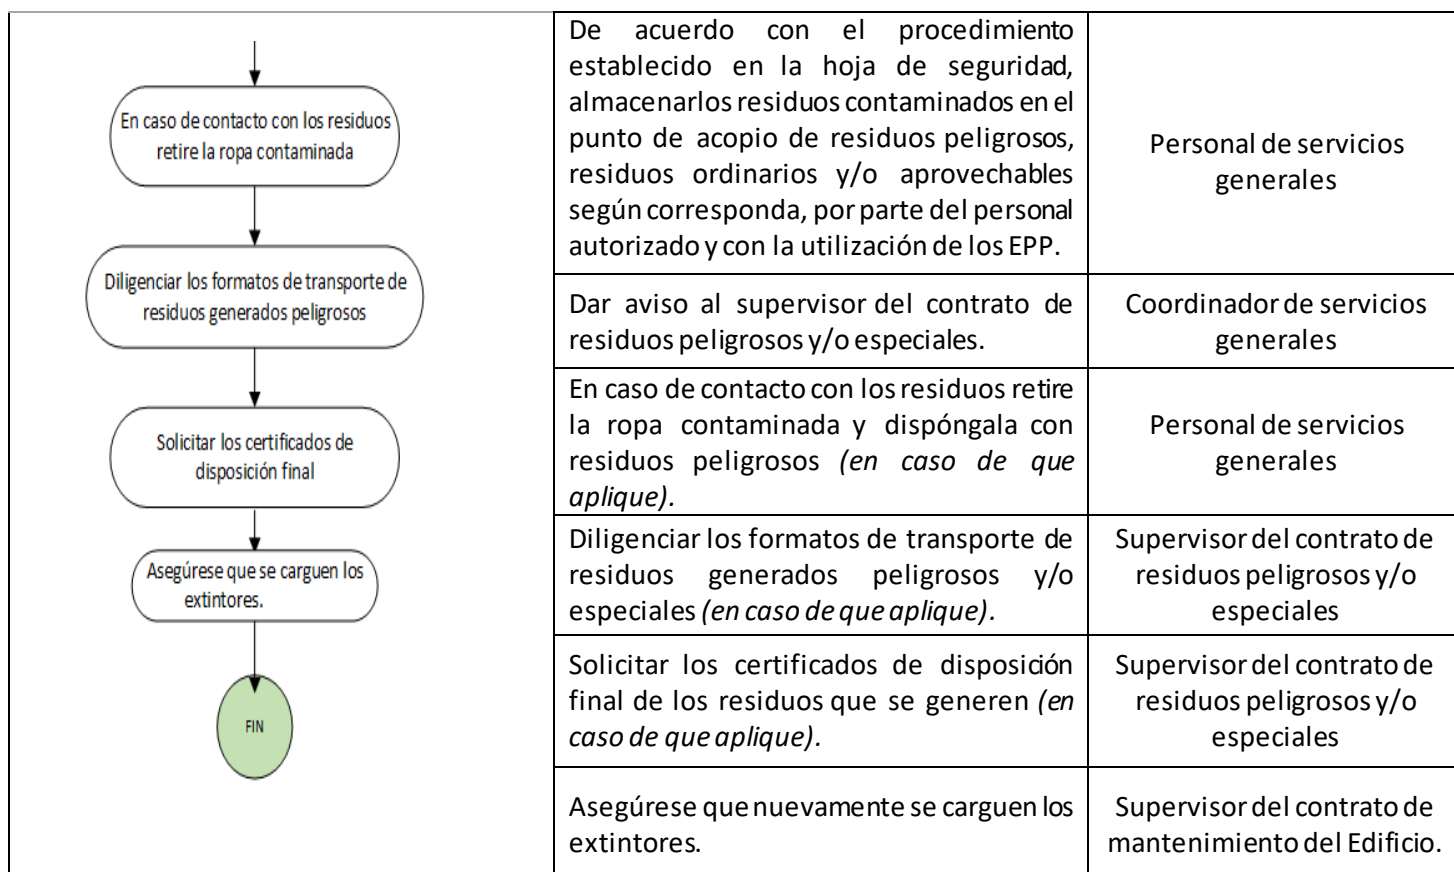 En caso de contacto con los residuos
retire la ropa contaminada
Diligenciar los formatos de transporte de
residuos generados peligrosos
Solicitar los certificados de
disposición final
Asegúrese que se carguen los
extintores.
FIN
De acuerdo con el procedimiento
establecido en la hoja de seguridad,
almacenarlos residuos contaminados en el
punto de acopio de residuos peligrosos,
residuos ordinarios y/o aprovechables
según corresponda, por parte del personal
autorizado y con la utilización de los EPP.
Personal de servicios
generales
Dar aviso al supervisor del contrato de
residuos peligrosos y/o especiales.
Coordinador de servicios
generales
En caso de contacto con los residuos retire
la ropa contaminada y dispóngala con
residuos peligrosos (en caso de que
aplique).
Personal de servicios
generales
Diligenciar los formatos de transporte de
residuos generados peligrosos y/o
especiales (en caso de que aplique).
Supervisor del contrato de
residuos peligrosos y/o
especiales
Solicitar los certificados de disposición
final de los residuos que se generen (en
caso de que aplique).
Supervisor del contrato de
residuos peligrosos y/o
especiales
Asegúrese que nuevamente se carguen los
extintores.
Supervisor del contrato de
mantenimiento del Edificio.